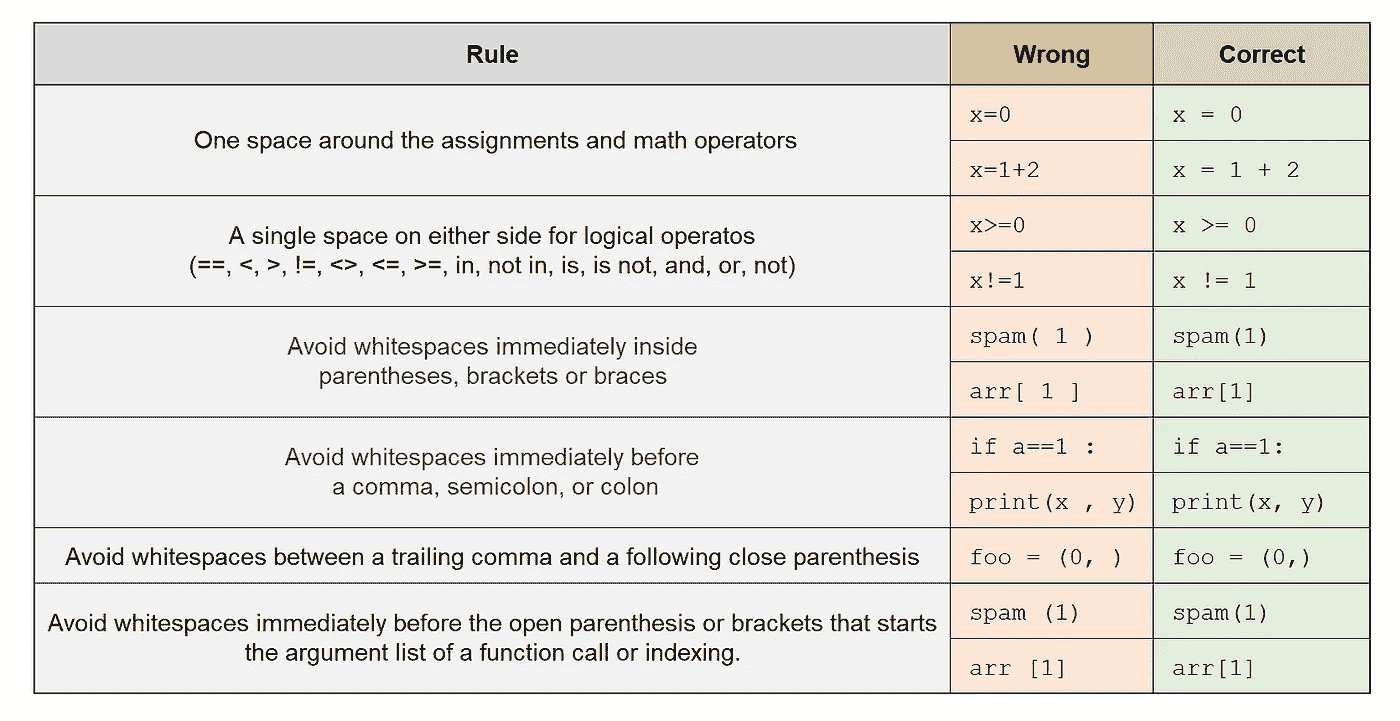 Rule Wrong Correct
One space around the assignments and math operators
x=0 x = 0
x=1+2 x = 1 + 2
A single space on either side for logical operatos
(==, <, >, !=, <>, <=, >=, in, not in, is, is not, and, or, not)
x>=0 x >= 0
x!=1 x != 1
Avoid whitespaces immediately inside
parentheses, brackets or braces
spam( 1 ) spam(1)
arr[ 1 ] arr[1]
Avoid whitespaces immediately before
a comma, semicolon, or colon
if a==1 : if a==1:
print(x , y) print(x, y)
Avoid whitespaces between a trailing comma and a following close parenthesis foo = (0, ) foo = (0,)
Avoid whitespaces immediately before the open parenthesis or brackets that starts
the argument list of a function call or indexing.
spam (1) spam(1)
arr [1] arr[1]